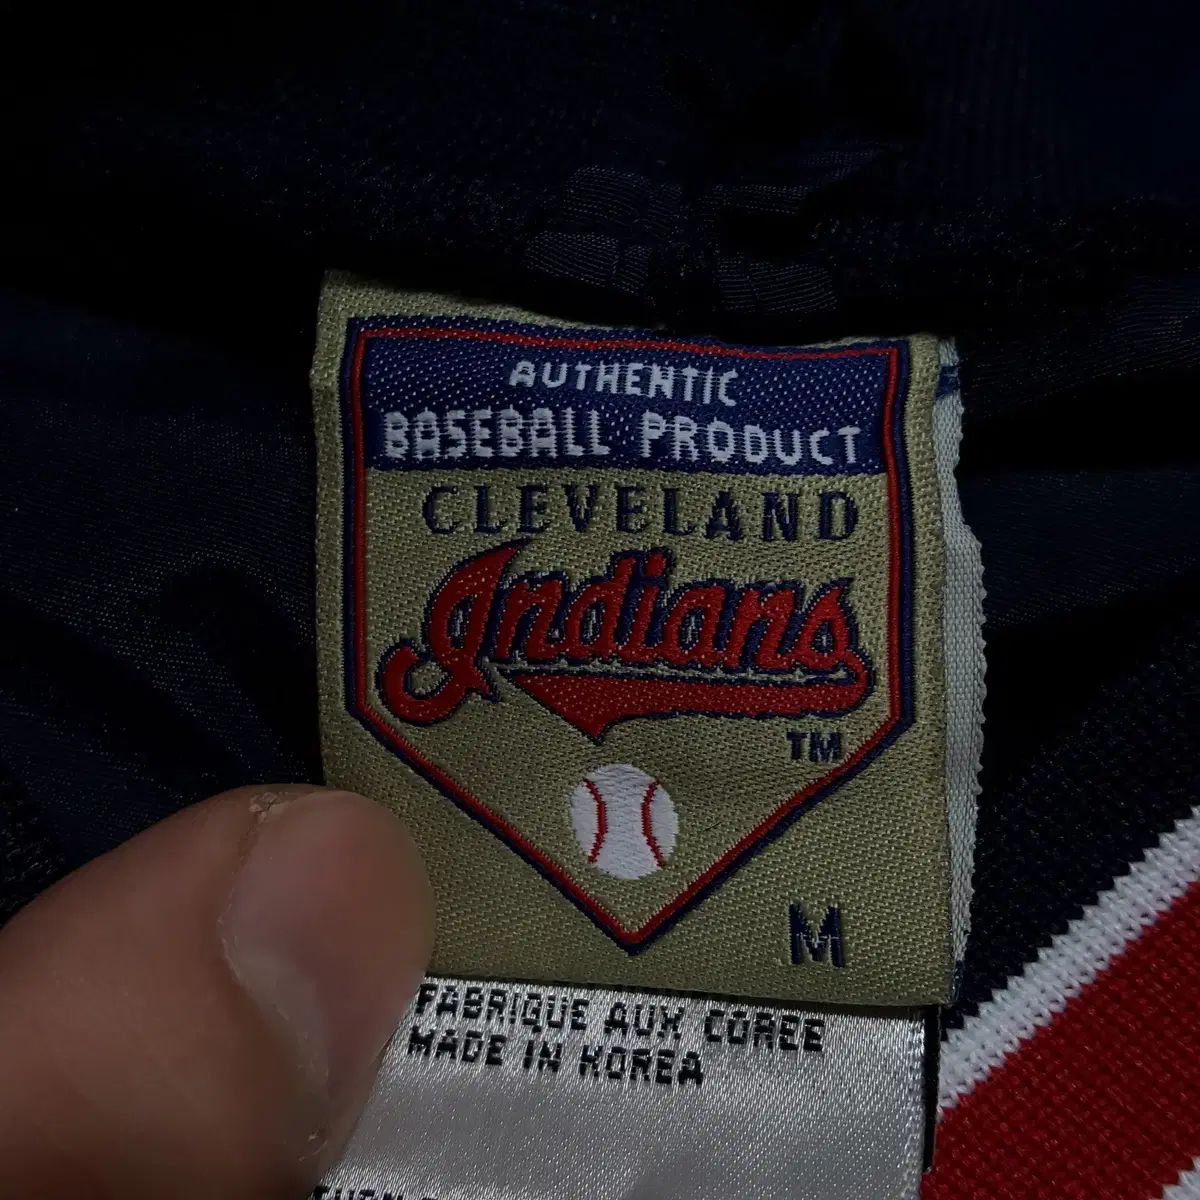 AUTHENTIC
BASEBALL PRODUCT
CLEVELAND
Indians
TM
M
FABRIQUE AUX COREE
MADE IN KOREA